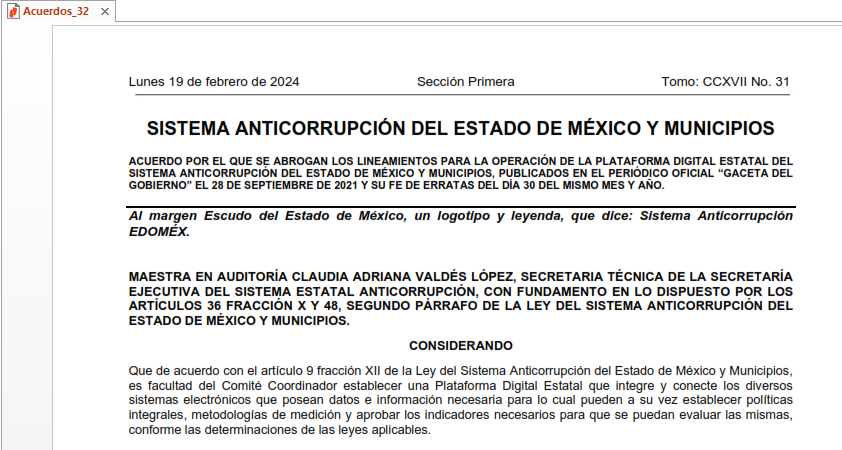 Acuerdos_32
Lunes 19 de febrero de 2024 Sección Primera Tomo: CCXVII No. 31
SISTEMA ANTICORRUPCIÓN DEL ESTADO DE MÉXICO Y MUNICIPIOS
ACUERDO POR EL QUE SE ABROGAN LOS LINEAMIENTOS PARA LA OPERACIÓN DE LA PLATAFORMA DIGITAL ESTATAL DEL
SISTEMA ANTICORRUPCIÓN DEL ESTADO DE MÉXICO Y MUNICIPIOS, PUBLICADOS EN EL PERIÓDICO OFICIAL “GACETA DEL
GOBIERNO” EL 28 DE SEPTIEMBRE DE 2021 Y SU FE DE ERRATAS DEL DÍA 30 DEL MISMO MES Y AÑO.
Al margen Escudo del Estado de México, un logotipo y leyenda, que dice: Sistema Anticorrupción
EDOMÉX.
MAESTRA EN AUDITORÍA CLAUDIA ADRIANA VALDÉS LÓPEZ, SECRETARIA TÉCNICA DE LA SECRETARÍA
EJECUTIVA DEL SISTEMA ESTATAL ANTICORRUPCIÓN, CON FUNDAMENTO EN LO DISPUESTO POR LOS
ARTÍCULOS 36 FRACCIÓN X Y 48, SEGUNDO PÁRRAFO DE LA LEY DEL SISTEMA ANTICORRUPCIÓN DEL
ESTADO DE MÉXICO Y MUNICIPIOS.
CONSIDERANDO
Que de acuerdo con el artículo 9 fracción XII de la Ley del Sistema Anticorrupción del Estado de México y Municipios,
es facultad del Comité Coordinador establecer una Plataforma Digital Estatal que integre y conecte los diversos
sistemas electrónicos que posean datos e información necesaria para lo cual pueden a su vez establecer políticas
integrales, metodologías de medición y aprobar los indicadores necesarios para que se puedan evaluar las mismas,
conforme las determinaciones de las leyes aplicables.